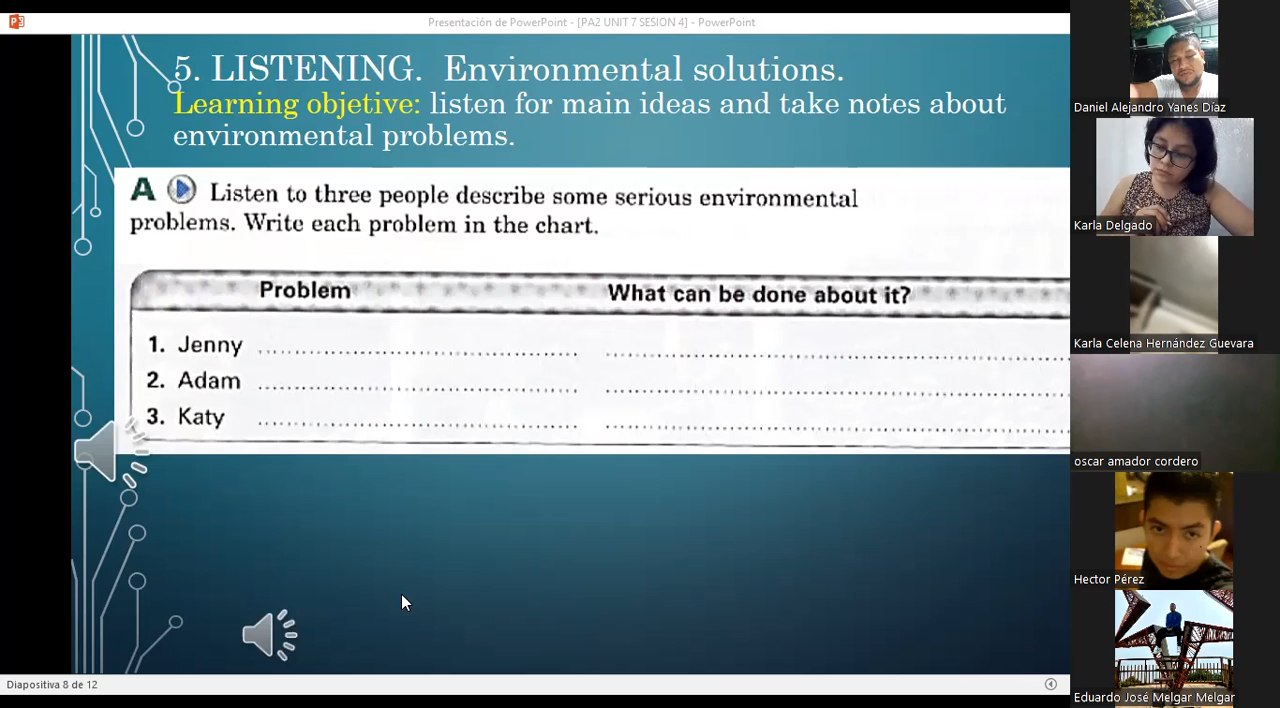 Presentación de PowerPoint - [PA2 UNIT 7 SESION 4] - PowerPoint
5. LISTENING. Environmental solutions.
Learning objetive: listen for main ideas and take notes about
environmental problems.
A Listen to three people describe some serious environmental
problems. Write each problem in the chart.
Problem What can be done about it?
1. Jenny
2. Adam
3. Katy
Diapositiva 8 de 12
Daniel Alejandro Yanes Díaz
Karla Delgado
Karla Celena Hernández Guevara
oscar amador cordero
Hector Pérez
Eduardo José Melgar Melgar